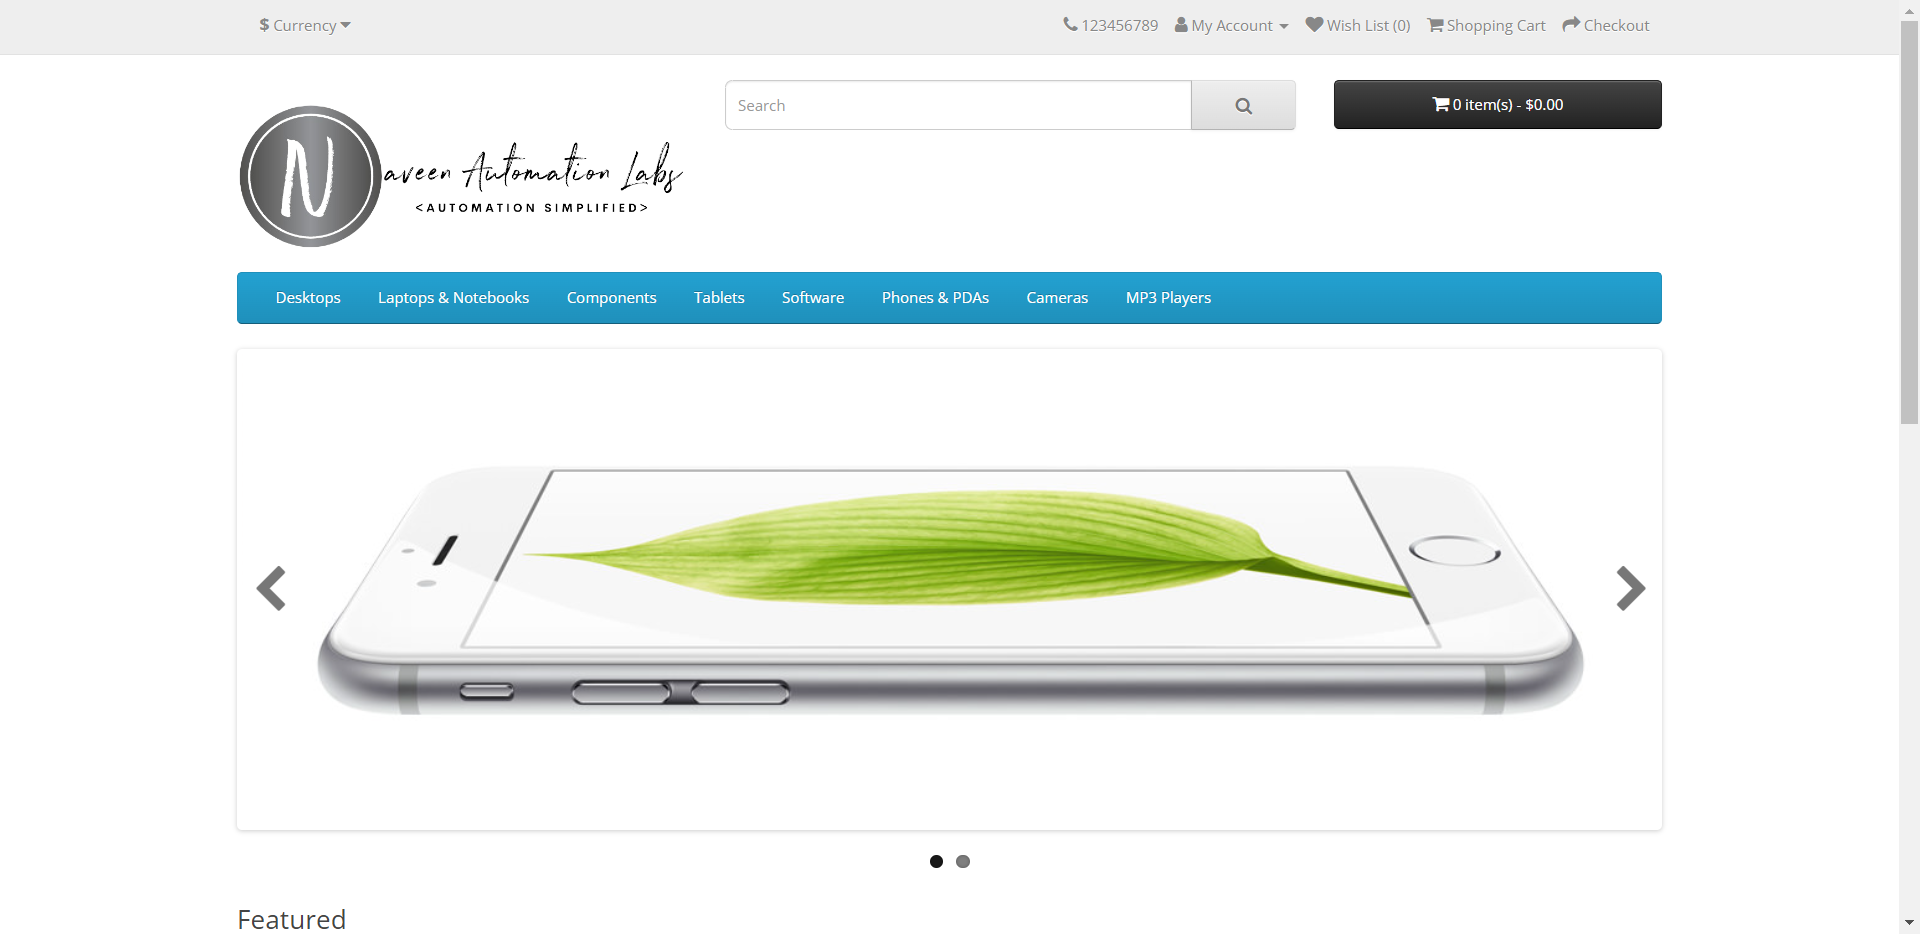 $ Currency
123456789 My Account Wish List (0) Shopping Cart Checkout
Search
0 item(s) - $0.00
N
aveen Automation Labs
<AUTOMATION SIMPLIFIED>
Desktops Laptops & Notebooks Components Tablets Software Phones & PDAs Cameras MP3 Players
Featured